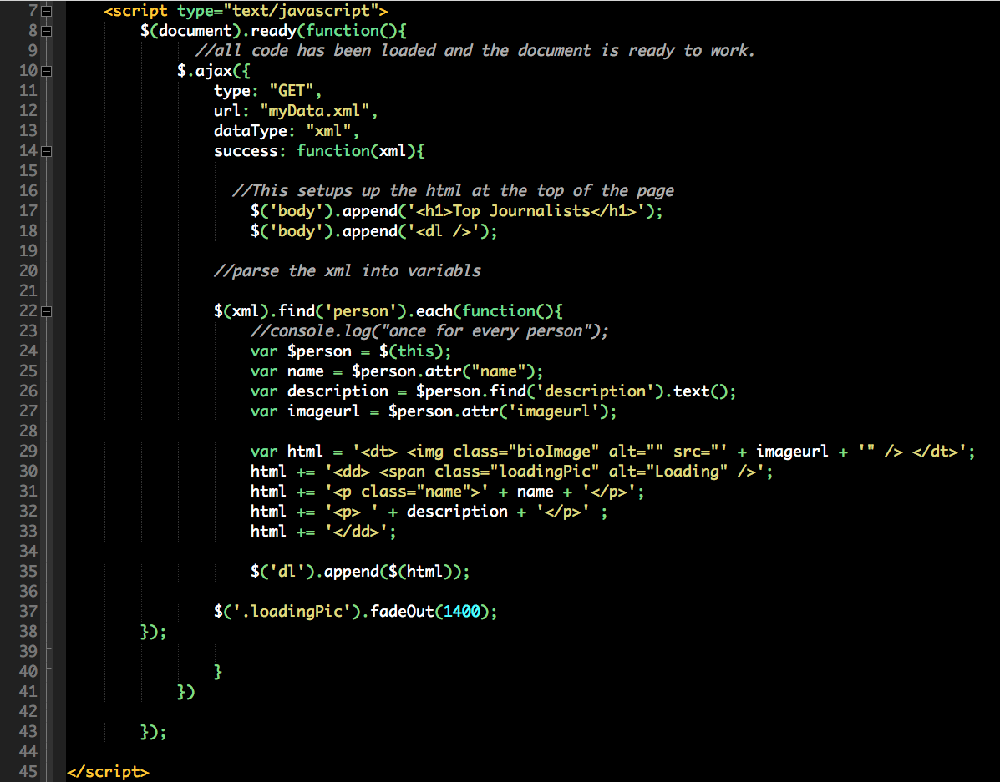 7 <script type="text/javascript">
8 $(document).ready(function(){
9 //all code has been loaded and the document is ready to work.
10 $.ajax({
11 type: "GET",
12 url: "myData.xml",
13 dataType: "xml",
14 success: function(xml){
15
16 //This setups up the html at the top of the page
17 $('body').append('<h1>Top Journalists</h1>');
18 $('body').append('<dl />');
19
20 //parse the xml into variabls
21
22 $(xml).find('person').each(function(){
23 //console.log("once for every person");
24 var $person = $(this);
25 var name = $person.attr("name");
26 var description = $person.find('description').text();
27 var imageurl = $person.attr('imageurl');
28
29 var html = '<dt> <img class="bioImage" alt="" src="' + imageurl + '" /> </dt>';
30 html += '<dd> <span class="loadingPic" alt="Loading" />';
31 html += '<p class="name">' + name + '</p>';
32 html += '<p> ' + description + '</p>' ;
33 html += '</dd>';
34
35 $('dl').append($(html));
36
37 $('.loadingPic').fadeOut(1400);
38 });
39
40 }
41 })
42
43 });
44
45 </script>